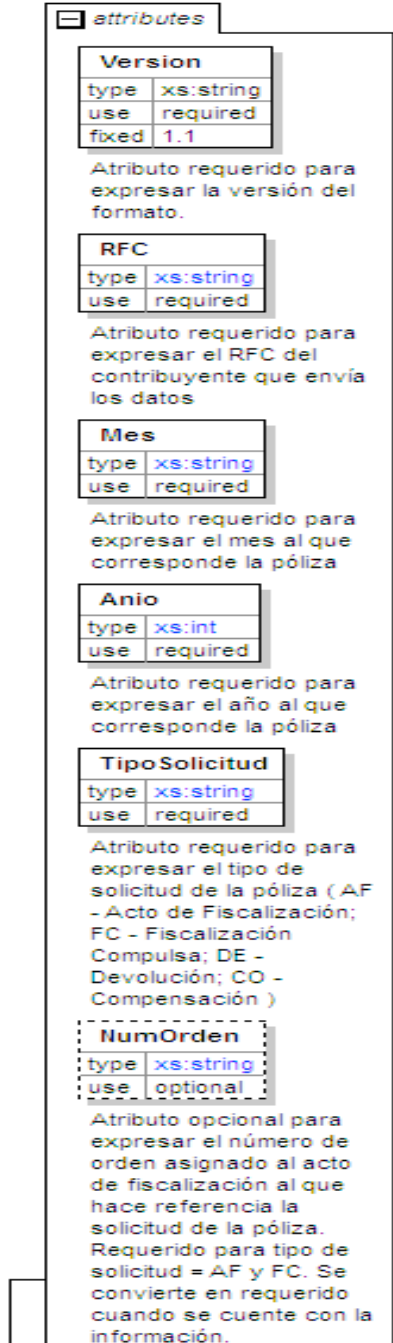 attributes
Version
type xs:string
use required
fixed 1.1
Atributo requerido para
expresar la versión del
formato.
RFC
type xs:string
use required
Atributo requerido para
expresar el RFC del
contribuyente que envía
los datos
Mes
type xs:string
use required
Atributo requerido para
expresar el mes al que
corresponde la póliza
Anio
type xs:int
use required
Atributo requerido para
expresar el año al que
corresponde la póliza
TipoSolicitud
type xs:string
use required
Atributo requerido para
expresar el tipo de
solicitud de la póliza ( AF
- Acto de Fiscalización;
FC - Fiscalización
Compulsa; DE -
Devolución; CO -
Compensación )
NumOrden
type xs:string
use optional
Atributo opcional para
expresar el número de
orden asignado al acto
de fiscalización al que
hace referencia la
solicitud de la póliza.
Requerido para tipo de
solicitud = AF y FC. Se
convierte en requerido
cuando se cuente con la
información.